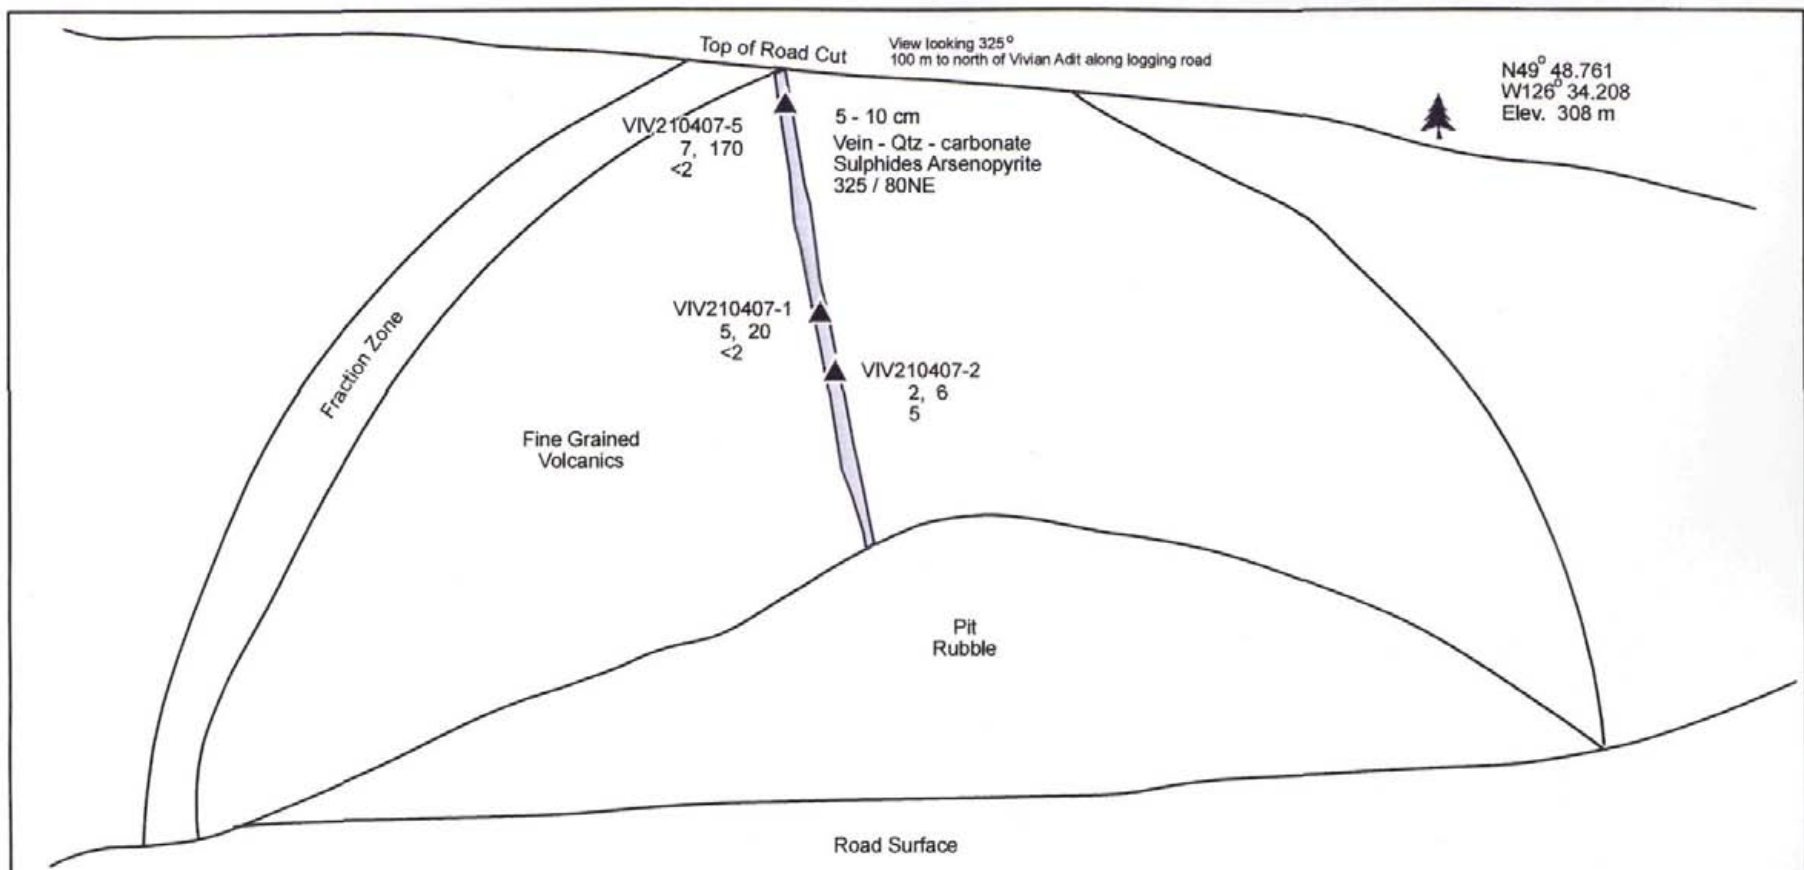 Top of Road Cut
View looking 325°
100 m to north of Vivian Adit along logging road
N49° 48.761
W126° 34.208
Elev. 308 m
VIV210407-5
7, 170
<2
5 - 10 cm
Vein - Qtz - carbonate
Sulphides Arsenopyrite
325 / 80NE
VIV210407-1
5, 20
<2
VIV210407-2
2, 6
5
Fraction Zone
Fine Grained
Volcanics
Pit
Rubble
Road Surface